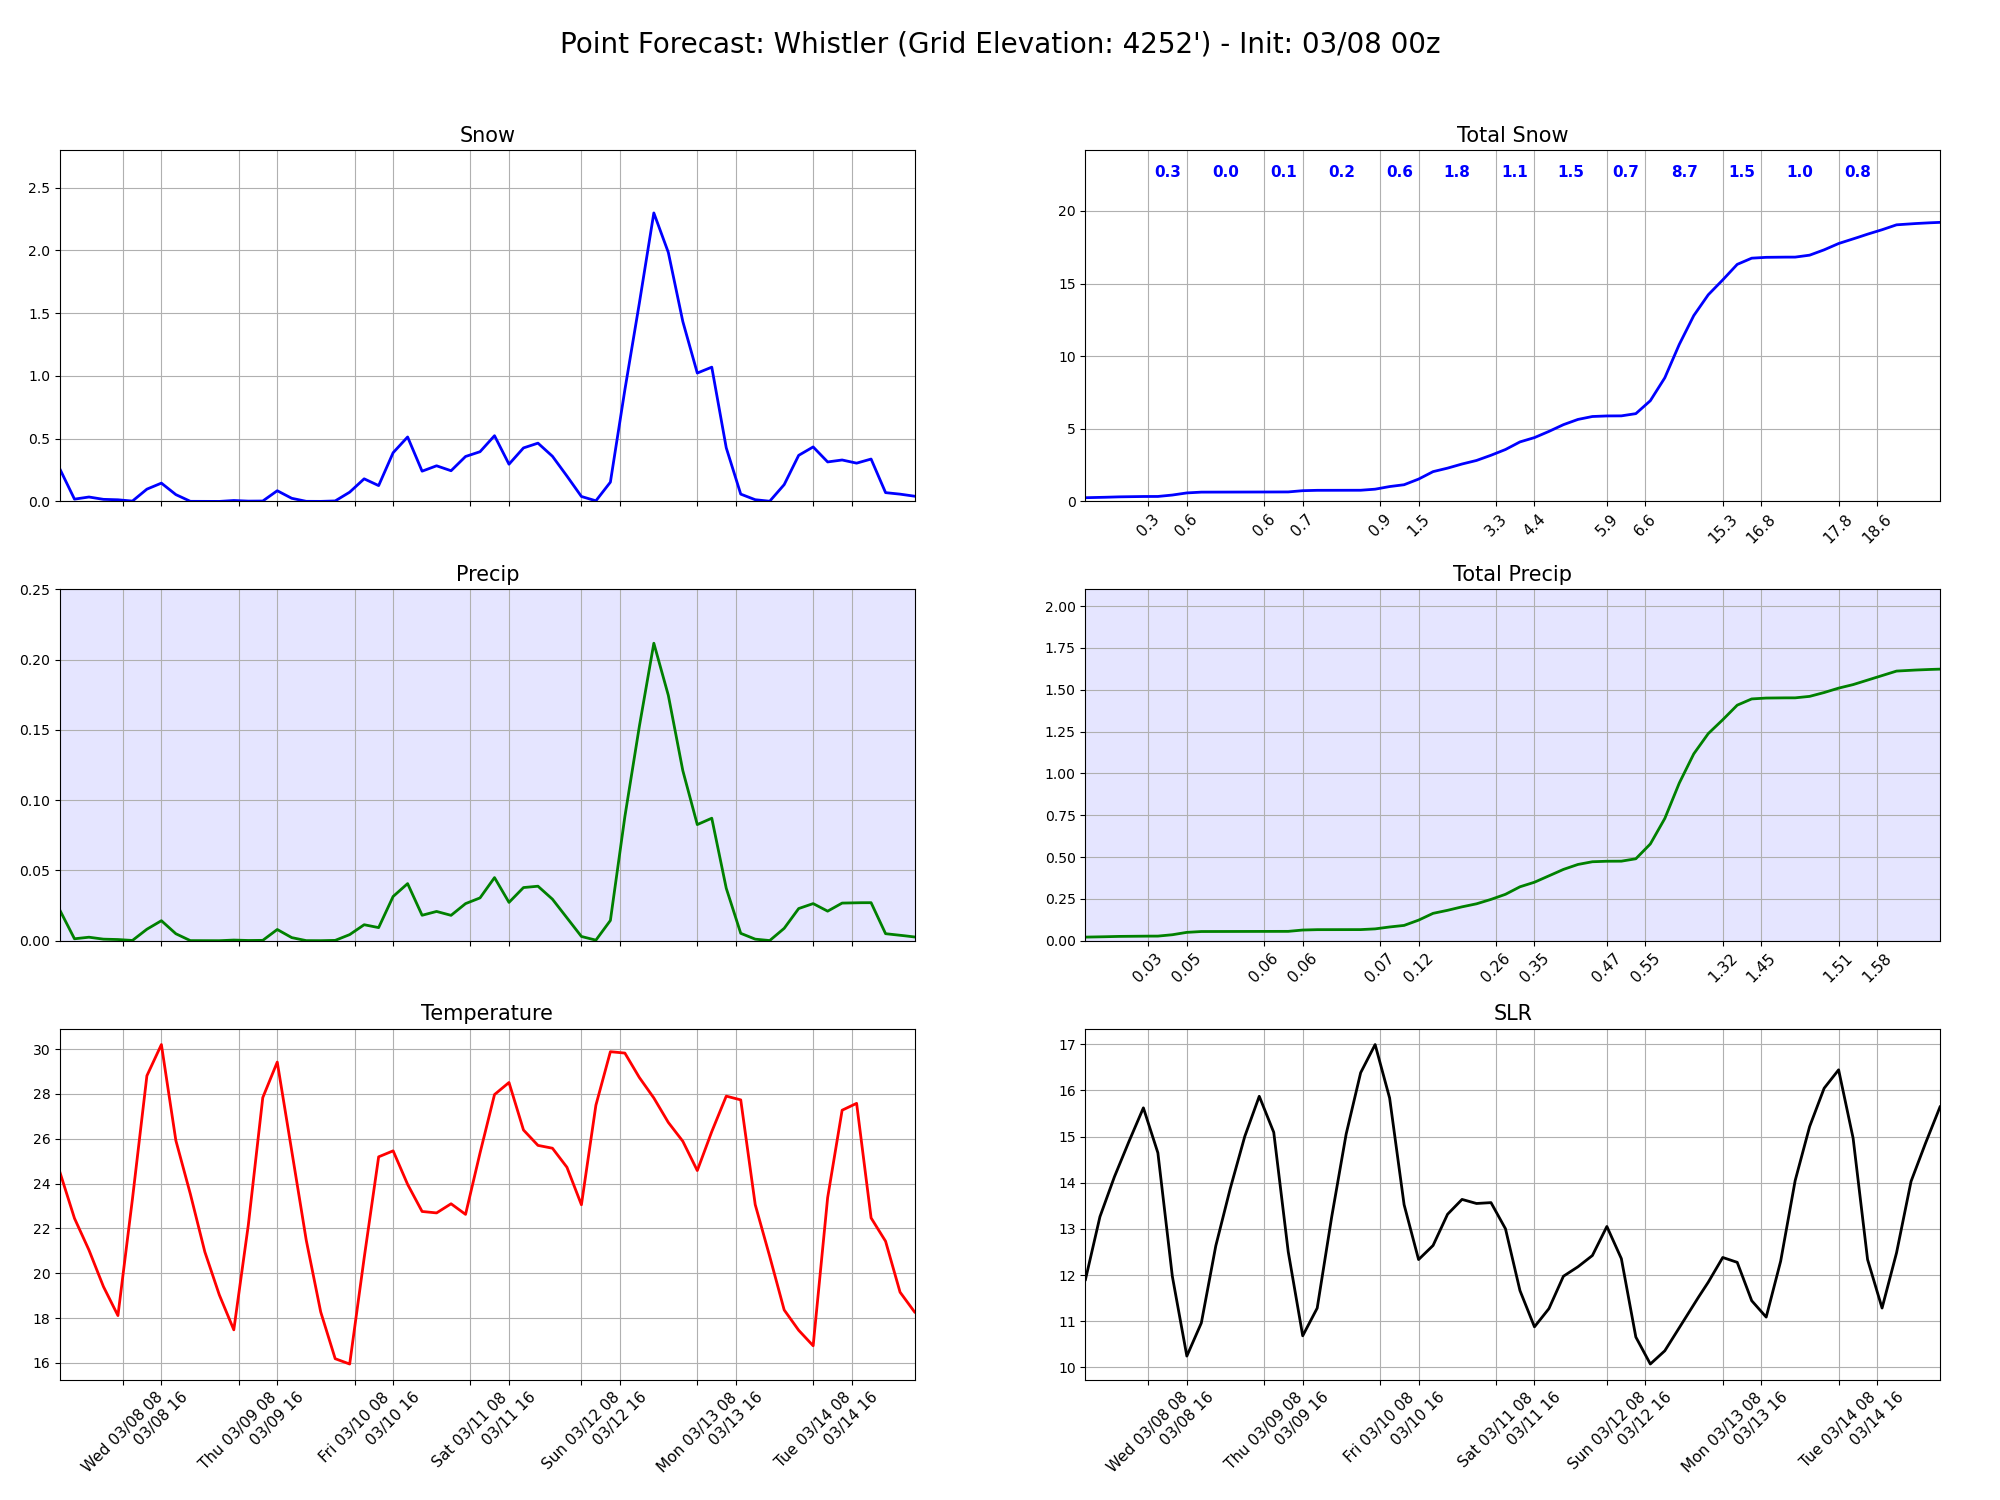 Point Forecast: Whistler (Grid Elevation: 4252') - Init: 03/08 00z
Snow
2.5
2.0
1.5
1.0
0.5
0.0
Total Snow
0.3 0.0 0.1 0.2 0.6 1.8 1.1 1.5 0.7 8.7 1.5 1.0 0.8
20
15
10
5
0
0.3 0.6 0.6 0.7 0.9 1.5 3.3 4.4 5.9 6.6 15.3 16.8 17.8 18.6
Precip
0.25
0.20
0.15
0.10
0.05
0.00
Total Precip
2.00
1.75
1.50
1.25
1.00
0.75
0.50
0.25
0.00
0.03 0.05 0.06 0.06 0.07 0.12 0.26 0.35 0.47 0.55 1.32 1.45 1.51 1.58
Temperature
30
28
26
24
22
20
18
16
Wed 03/08 08
03/08 16
Thu 03/09 08
03/09 16
Fri 03/10 08
03/10 16
Sat 03/11 08
03/11 16
Sun 03/12 08
03/12 16
Mon 03/13 08
03/13 16
Tue 03/14 08
03/14 16
SLR
17
16
15
14
13
12
11
10
Wed 03/08 08
03/08 16
Thu 03/09 08
03/09 16
Fri 03/10 08
03/10 16
Sat 03/11 08
03/11 16
Sun 03/12 08
03/12 16
Mon 03/13 08
03/13 16
Tue 03/14 08
03/14 16